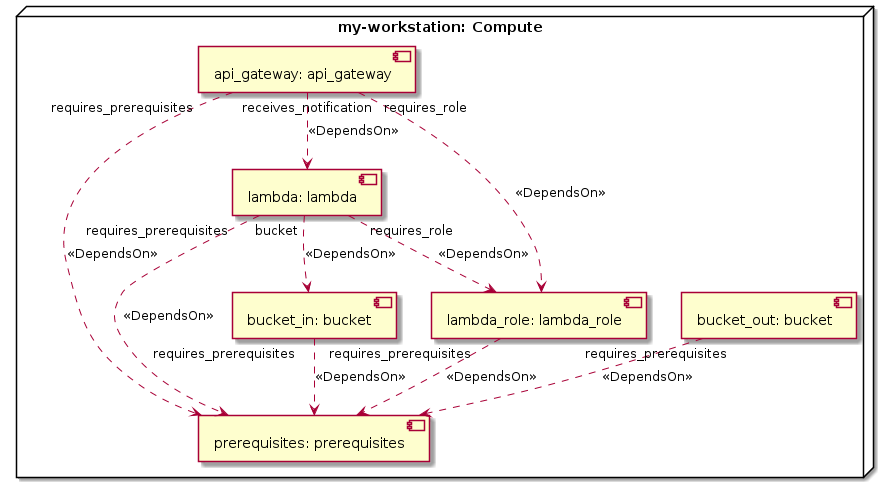 my-workstation: Compute
api_gateway: api_gateway
requires_prerequisites
receives_notification
requires_role
«DependsOn»
lambda: lambda
«DependsOn»
requires_prerequisites
bucket
requires_role
«DependsOn»
«DependsOn»
«DependsOn»
bucket_in: bucket
lambda_role: lambda_role
bucket_out: bucket
«DependsOn»
requires_prerequisites
requires_prerequisites
requires_prerequisites
«DependsOn»
«DependsOn»
«DependsOn»
prerequisites: prerequisites